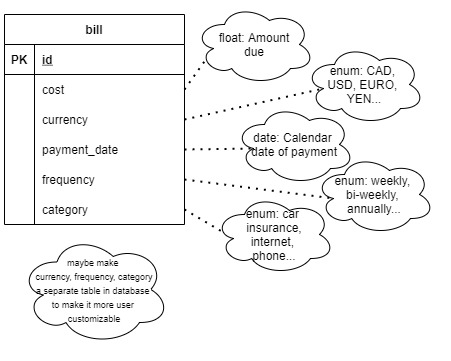 bill
PK id
cost
currency
payment_date
frequency
category
float: Amount
due
enum: CAD,
USD, EURO,
YEN...
date: Calendar
date of payment
enum: weekly,
bi-weekly,
annually...
enum: car
insurance,
internet,
phone...
maybe make
currency, frequency, category
a separate table in database
to make it more user
customizable